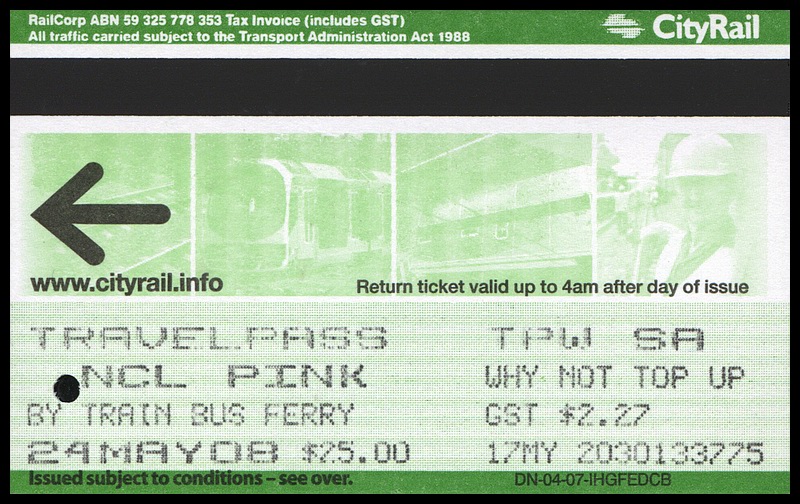 RailCorp ABN 59 325 778 353 Tax Invoice (includes GST)
All traffic carried subject to the Transport Administration Act 1988
CityRail
www.cityrail.info
Return ticket valid up to 4am after day of issue
TRAVELPASS TPW SA
NCL PINK WHY NOT TOP UP
BY TRAIN BUS FERRY GST $2.27
24MAY08 $25.00 17MY 2030133775
Issued subject to conditions – see over.
DN-04-07-IHGFEDCB